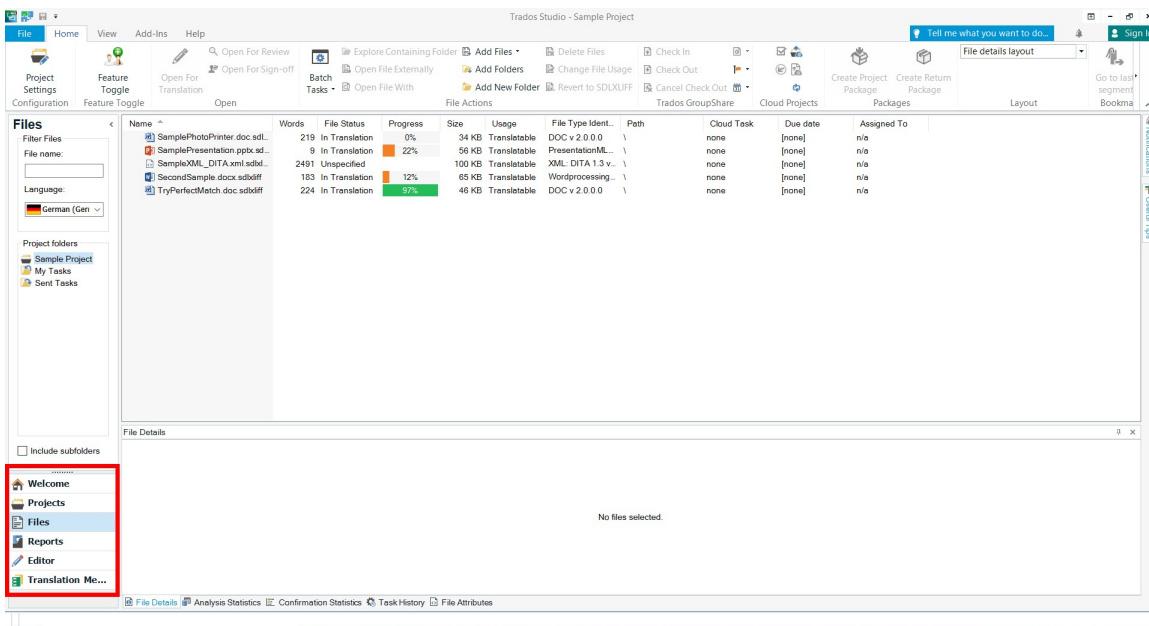 Trados Studio - Sample Project
File Home View Add-Ins Help Tell me what you want to do... Sign
Project Settings
Configuration
Feature Toggle
Feature Toggle
Open For Translation
Open For Review
Open For Sign-off
Open
Batch Tasks
Explore Containing Folder
Open File Externally
Open File With
Add Files
Add Folders
Add New Folder
Delete Files
Change File Usage
Revert to SDLXLIFF
File Actions
Check In
Check Out
Cancel Check Out
Trados GroupShare
Cloud Projects
Create Project Package
Create Return Package
Packages
File details layout
Layout
Go to last segment
Bookma
Files
Filter Files
File name:
Language:
German (Ger
Project folders
Sample Project
My Tasks
Sent Tasks
Include subfolders
Welcome
Projects
Files
Reports
Editor
Translation Me...
Name Words File Status Progress Size Usage File Type Ident... Path Cloud Task Due date Assigned To
SamplePhotoPrinter.doc.sdl... 219 In Translation 0% 34 KB Translatable DOC v 2.0.0.0 \ none [none] n/a
SamplePresentation.pptx.sd... 9 In Translation 22% 56 KB Translatable PresentationML... \ none [none] n/a
SampleXML_DITA.xml.sdlxl... 2491 Unspecified 100 KB Translatable XML: DITA 1.3 v... \ none [none] n/a
SecondSample.docx.sdlxliff 183 In Translation 12% 65 KB Translatable Wordprocessing... \ none [none] n/a
TryPerfectMatch.doc.sdlxliff 224 In Translation 97% 46 KB Translatable DOC v 2.0.0.0 \ none [none] n/a
File Details
No files selected.
File Details Analysis Statistics Confirmation Statistics Task History File Attributes